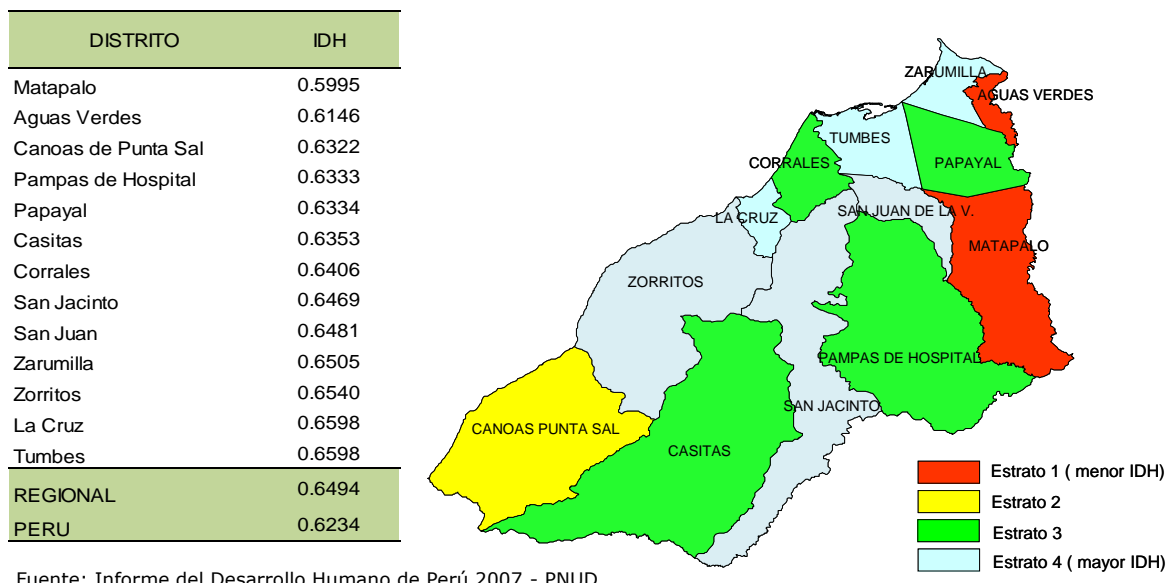 DISTRITO IDH
Matapalo 0.5995
Aguas Verdes 0.6146
Canoas de Punta Sal 0.6322
Pampas de Hospital 0.6333
Papayal 0.6334
Casitas 0.6353
Corrales 0.6406
San Jacinto 0.6469
San Juan 0.6481
Zarumilla 0.6505
Zorritos 0.6540
La Cruz 0.6598
Tumbes 0.6598
REGIONAL 0.6494
PERU 0.6234
Fuente: Informe del Desarrollo Humano de Perú 2007 - PNUD
ZARUMILLA
AGUAS VERDES
TUMBES
CORRALES
PAPAYAL
LA CRUZ
SAN JUAN DE LA V.
MATAPALO
ZORRITOS
PAMPAS DE HOSPITAL
SAN JACINTO
CANOAS PUNTA SAL
CASITAS
Estrato 1 ( menor IDH)
Estrato 2
Estrato 3
Estrato 4 ( mayor IDH)